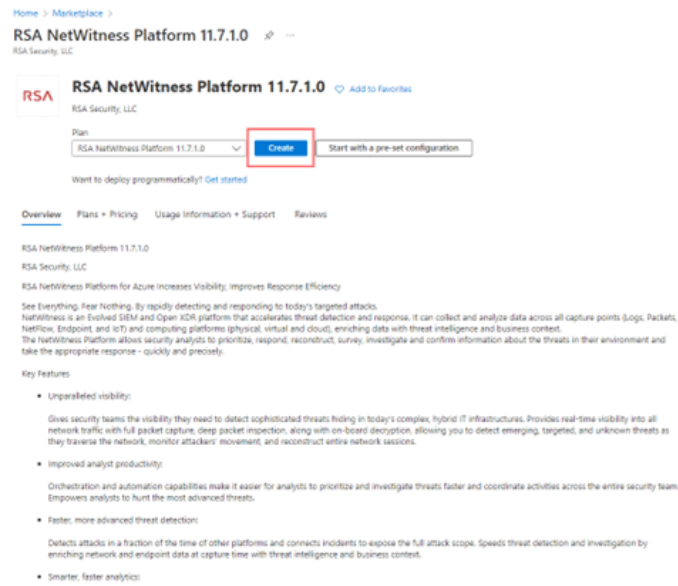 Home > Marketplace >
RSA NetWitness Platform 11.7.1.0
RSA Security, LLC
RSA
RSA NetWitness Platform 11.7.1.0
Add to Favorites
RSA Security, LLC
Plan
RSA NetWitness Platform 11.7.1.0
Create
Start with a pre-set configuration
Want to deploy programmatically? Get started
Overview Plans + Pricing Usage Information + Support Reviews
RSA NetWitness Platform 11.7.1.0
RSA Security, LLC
RSA NetWitness Platform for Azure Increases Visibility, Improves Response Efficiency
See Everything. Fear Nothing. By rapidly detecting and responding to today's targeted attacks.
NetWitness is an Evolved SIEM and Open XDR platform that accelerates threat detection and response. It can collect and analyze data across all capture points (Logs, Packets,
NetFlow, Endpoint, and IoT) and computing platforms (physical, virtual and cloud), enriching data with threat intelligence and business context.
The NetWitness Platform allows security analysts to prioritize, respond, reconstruct, survey, investigate and confirm information about the threats in their environment and
take the appropriate response - quickly and precisely.
Key Features
• Unparalleled visibility:
Gives security teams the visibility they need to detect sophisticated threats hiding in today's complex, hybrid IT infrastructures. Provides real-time visibility into all
network traffic with full packet capture, deep packet inspection, along with on-board decryption, allowing you to detect emerging, targeted, and unknown threats as
they traverse the network, monitor attackers' movement, and reconstruct entire network sessions.
• Improved analyst productivity:
Orchestration and automation capabilities make it easier for analysts to prioritize and investigate threats faster and coordinate activities across the entire security team.
Empowers analysts to hunt the most advanced threats.
• Faster, more advanced threat detection:
Detects attacks in a fraction of the time of other platforms and connects incidents to expose the full attack scope. Speeds threat detection and investigation by
enriching network and endpoint data at capture time with threat intelligence and business context.
• Smarter, faster analytics: